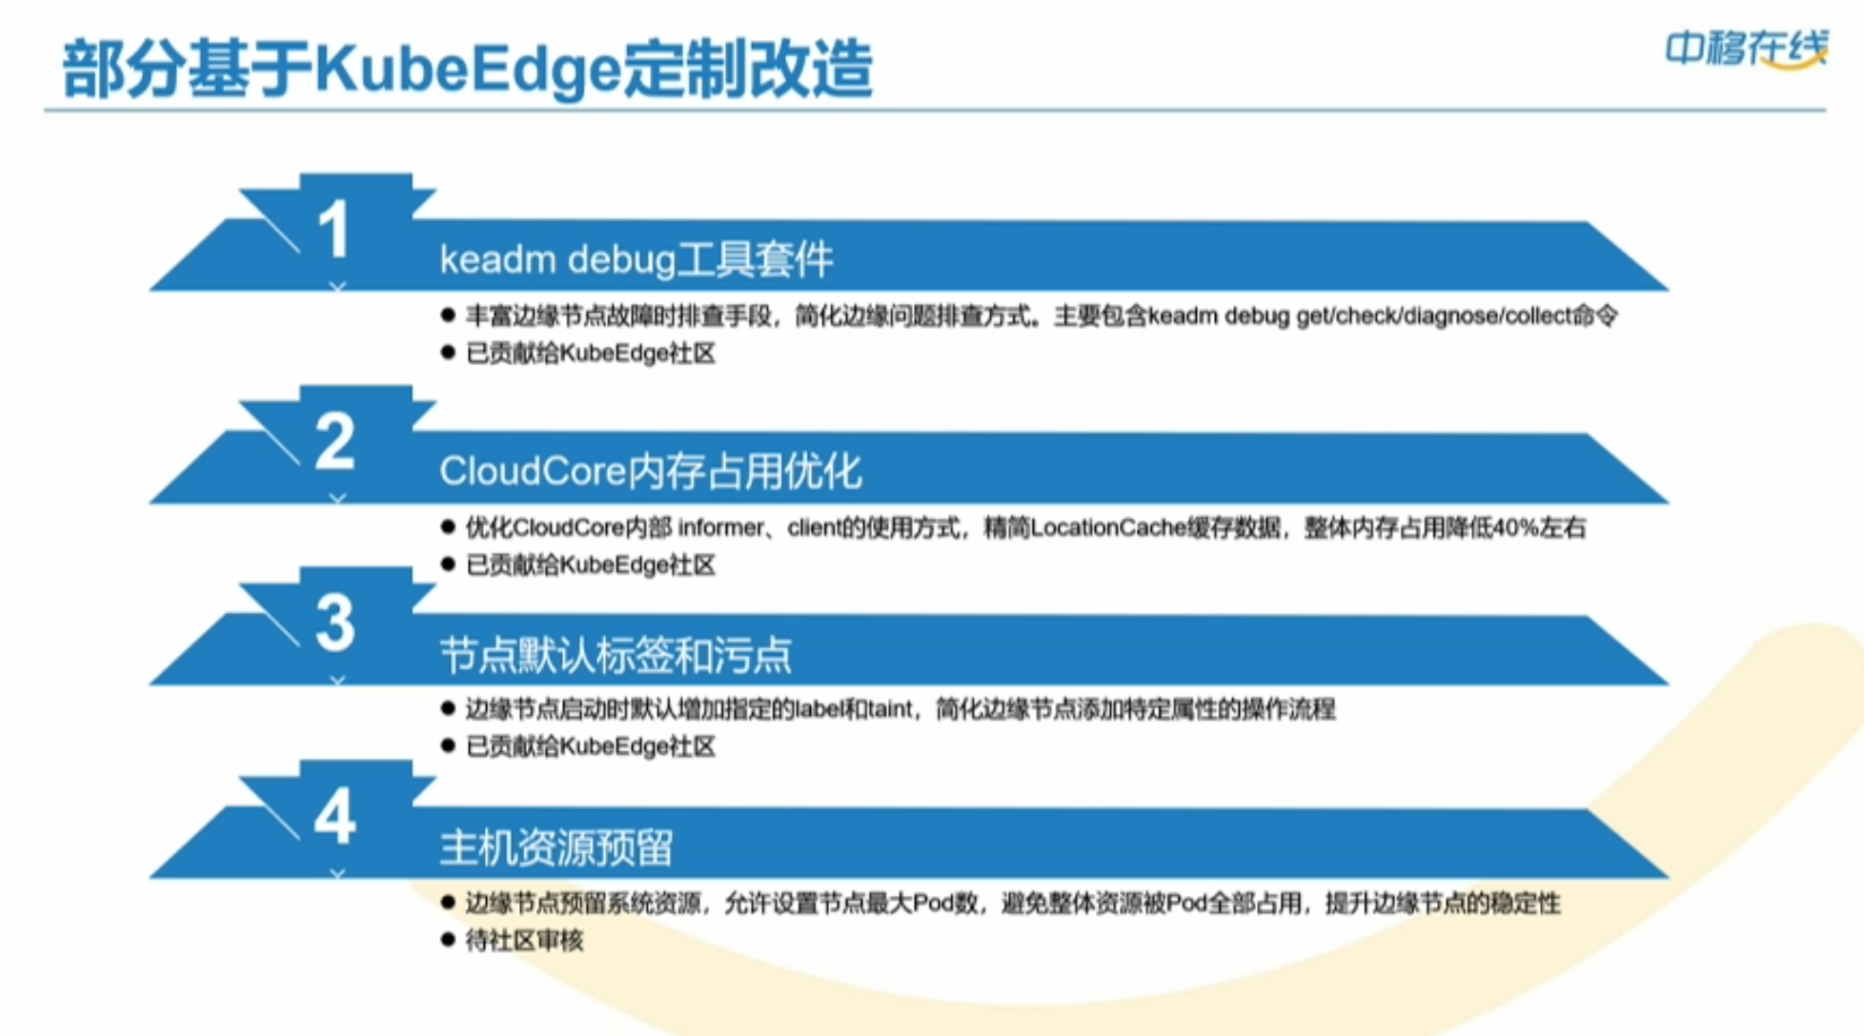 部分基于KubeEdge定制改造
中移在线
1
keadm debug工具套件
● 丰富边缘节点故障时排查手段，简化边缘问题排查方式。主要包含keadm debug get/check/diagnose/collect命令
● 已贡献给KubeEdge社区
2
CloudCore内存占用优化
● 优化CloudCore内部 informer、client的使用方式，精简LocationCache缓存数据，整体内存占用降低40%左右
● 已贡献给KubeEdge社区
3
节点默认标签和污点
● 边缘节点启动时默认增加指定的label和taint，简化边缘节点添加特定属性的操作流程
● 已贡献给KubeEdge社区
4
主机资源预留
● 边缘节点预留系统资源，允许设置节点最大Pod数，避免整体资源被Pod全部占用，提升边缘节点的稳定性
● 待社区审核